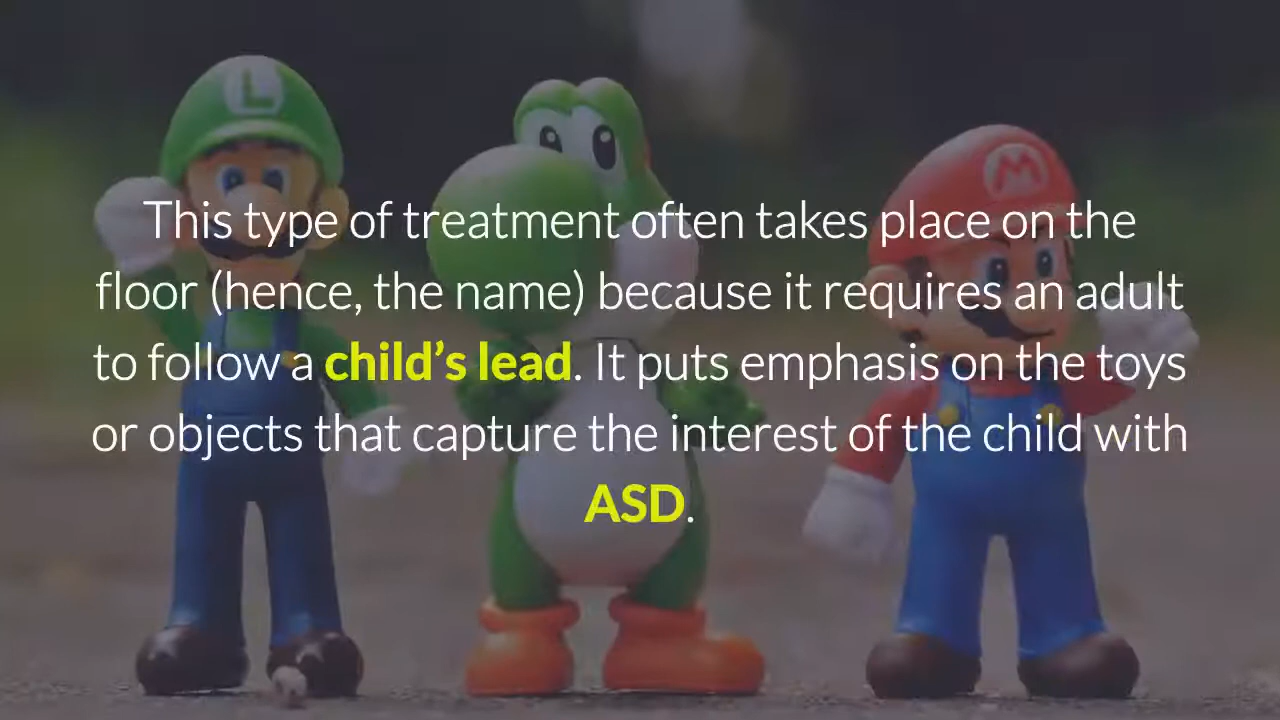 L
M
This type of treatment often takes place on the
floor (hence, the name) because it requires an adult
to follow a child’s lead. It puts emphasis on the toys
or objects that capture the interest of the child with
ASD.